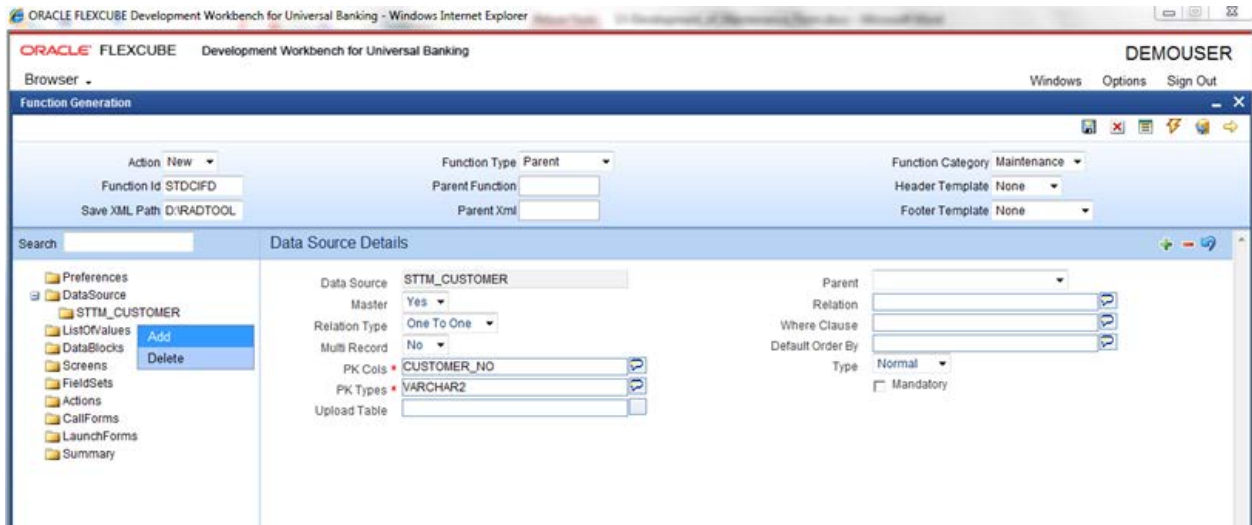 ORACLE FLEXCUBE Development Workbench for Universal Banking - Windows Internet Explorer
ORACLE FLEXCUBE Development Workbench for Universal Banking
DEMOUSER
Browser
Windows Options Sign Out
Function Generation
Action New Function Type Parent Function Category Maintenance
Function Id STDCIFD Parent Function Header Template None
Save XML Path D:\RADTOOL Parent Xml Footer Template None
Search
Data Source Details
Preferences
DataSource
STTM_CUSTOMER
ListOfValues
DataBlocks
Screens
FieldSets
Actions
CallForms
LaunchForms
Summary
Add
Delete
Data Source STTM_CUSTOMER
Master Yes
Relation Type One To One
Multi Record No
PK Cols * CUSTOMER_NO
PK Types * VARCHAR2
Upload Table
Parent
Relation
Where Clause
Default Order By
Type Normal
Mandatory